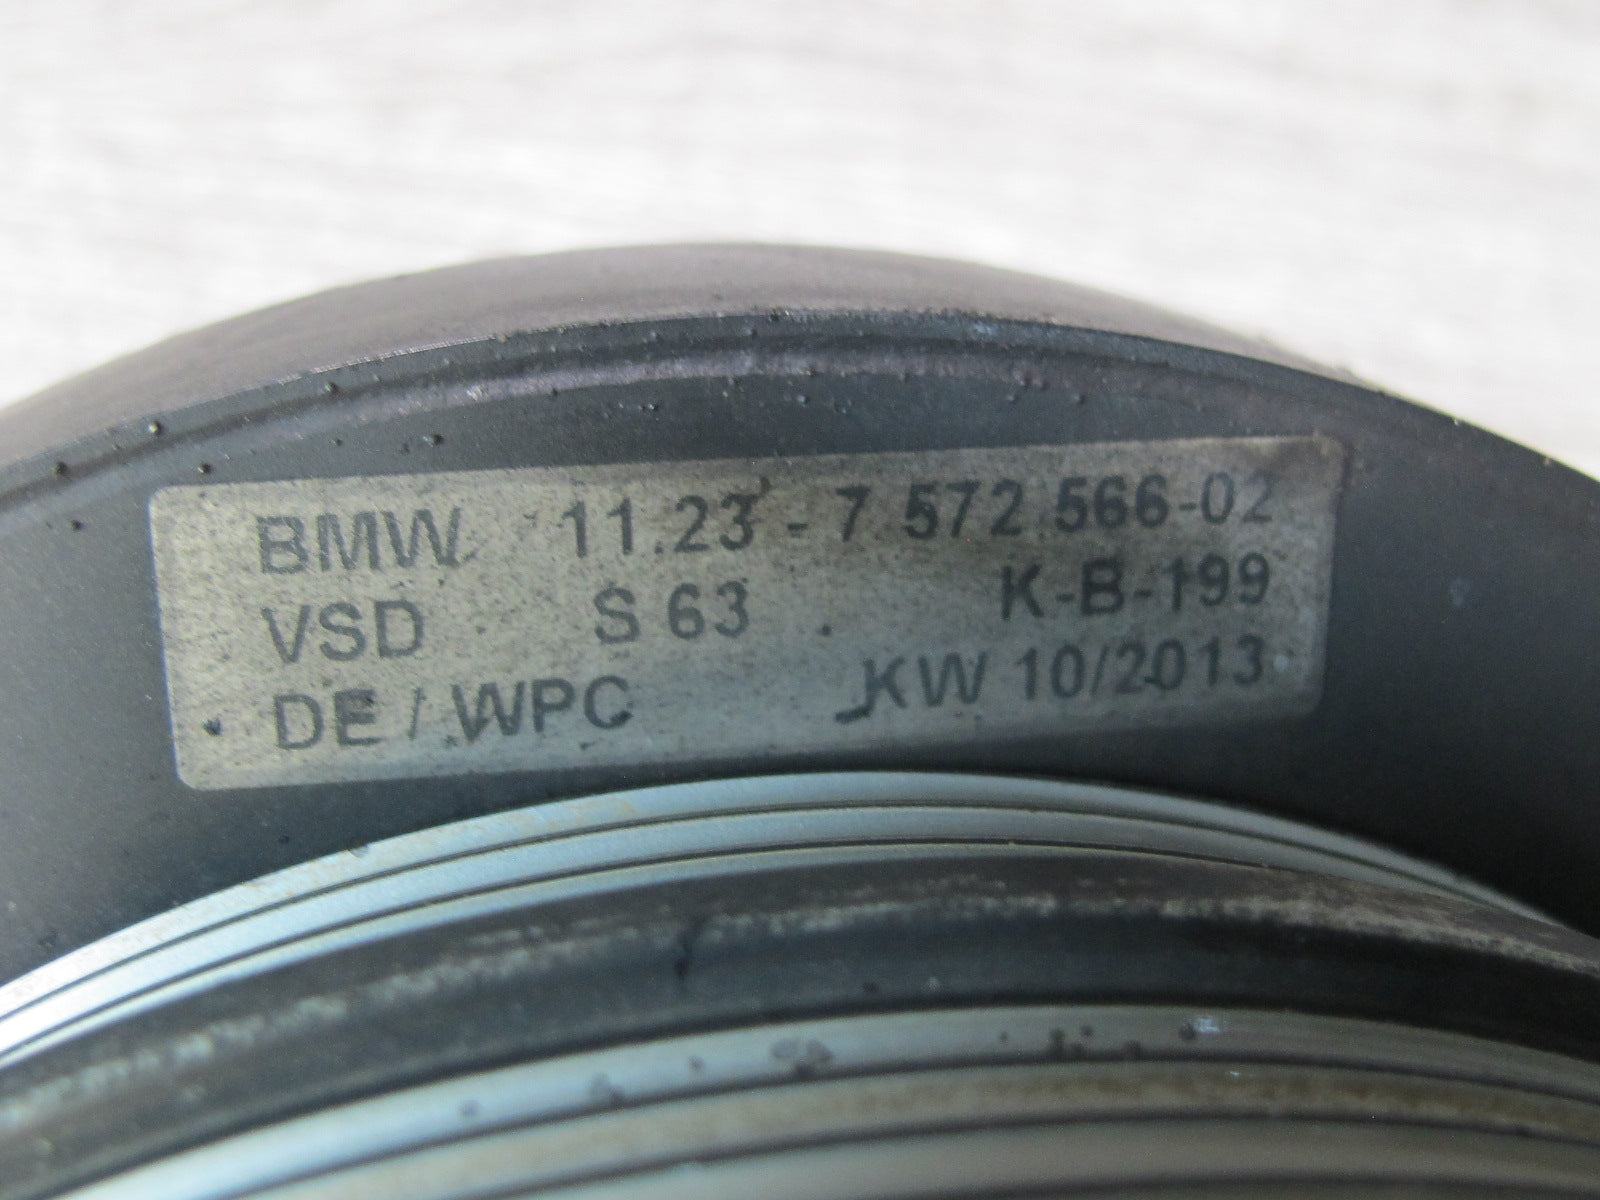 BMW 11.23 - 7 572 566-02
VSD S 63 K-B-199
DE / WPC KW 10/2013